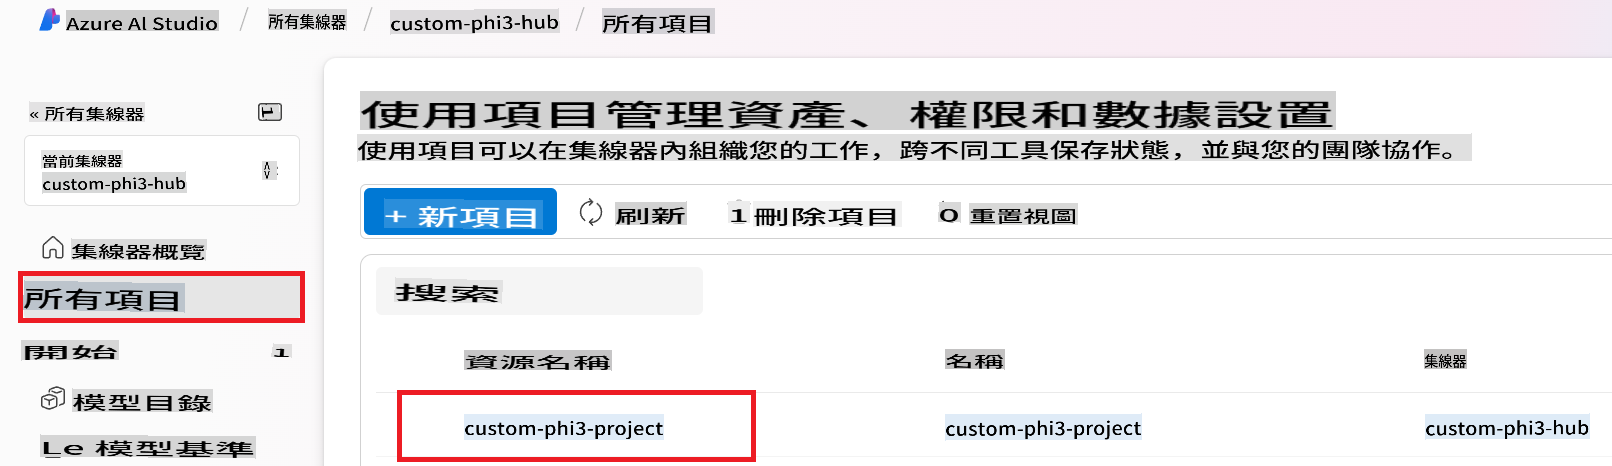 Azure AI Studio / 所有集線器 / custom-phi3-hub / 所有項目
« 所有集線器
當前集線器
custom-phi3-hub
集線器概覽
所有項目
開始 1
模型目錄
Le 模型基準
使用項目管理資產、權限和數據設置
使用項目可以在集線器內組織您的工作，跨不同工具保存狀態，並與您的團隊協作。
+ 新項目 刷新 1刪除項目 O 重置視圖
搜索
資源名稱 名稱 集線器
custom-phi3-project custom-phi3-project custom-phi3-hub